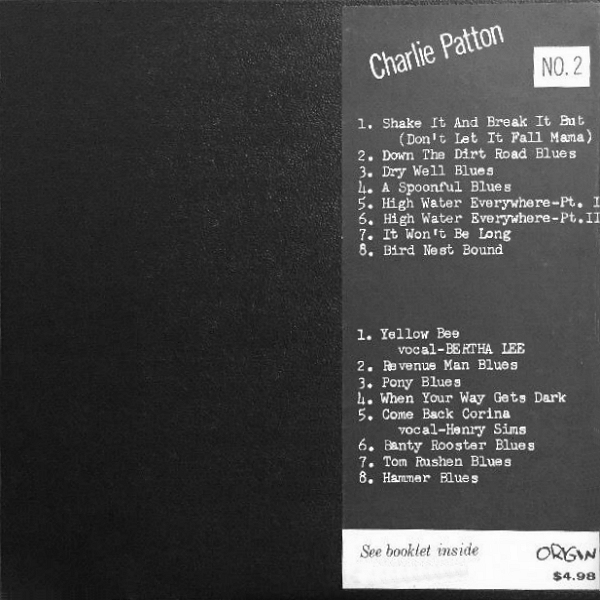 Charlie Patton
NO. 2
1. Shake It And Break It But
(Don't Let It Fall Mama)
2. Down The Dirt Road Blues
3. Dry Well Blues
4. A Spoonful Blues
5. High Water Everywhere-Pt. I
6. High Water Everywhere-Pt.II
7. It Won't Be Long
8. Bird Nest Bound
1. Yellow Bee
vocal-BERTHA LEE
2. Revenue Man Blues
3. Pony Blues
4. When Your Way Gets Dark
5. Come Back Corina
vocal-Henry Sims
6. Banty Rooster Blues
7. Tom Rushen Blues
8. Hammer Blues
See booklet inside
ORIGIN
$4.98